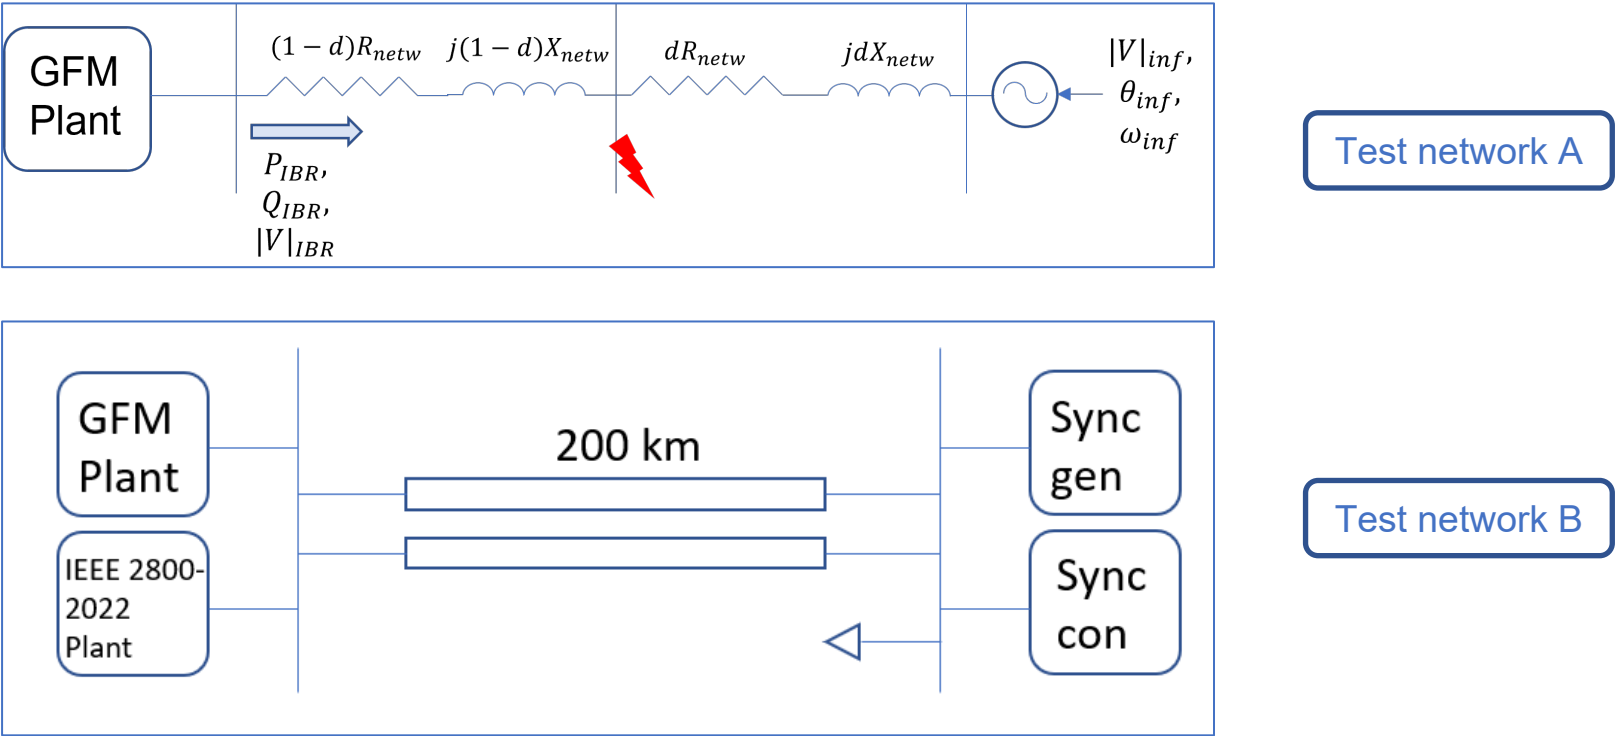 GFM
Plant
(1 − d)R_netw
j(1 − d)X_netw
dR_netw
jdX_netw
|V|_inf,
θ_inf,
ω_inf
P_IBR,
Q_IBR,
|V|_IBR
Test network A
GFM
Plant
200 km
Sync
gen
IEEE 2800-
2022
Plant
Sync
con
Test network B